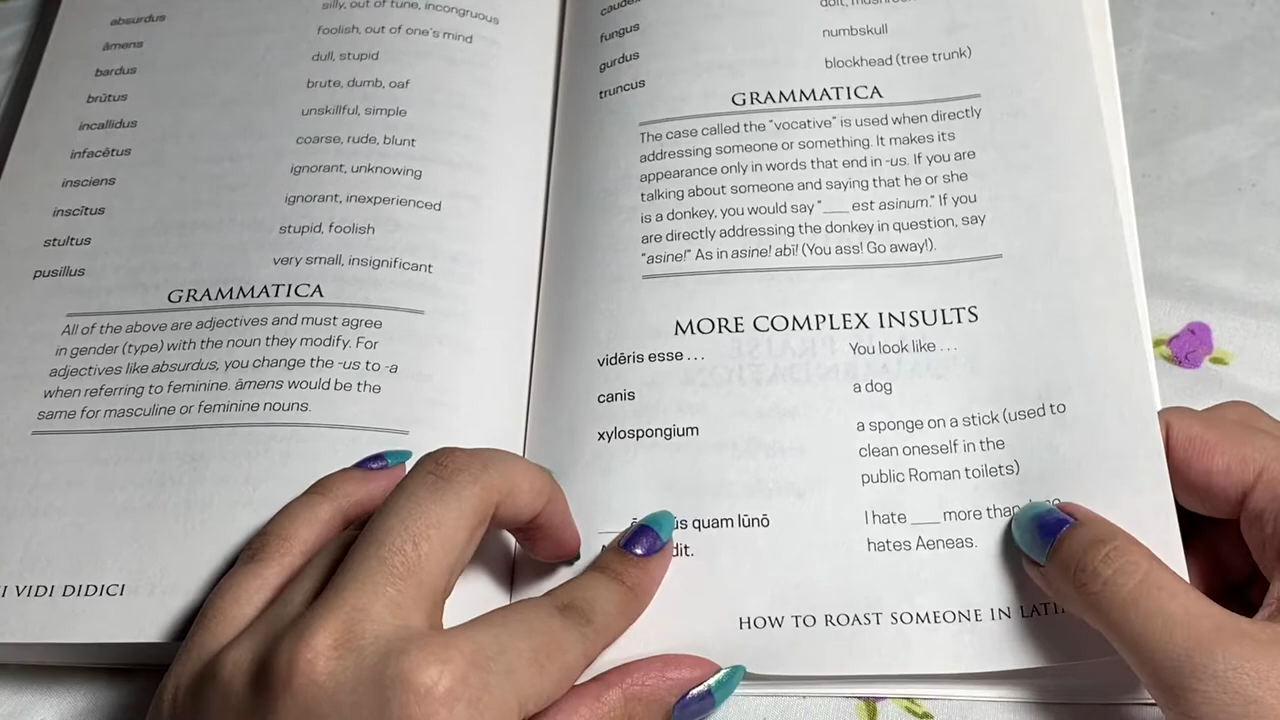 absurdus silly, out of tune, incongruous
āmens foolish, out of one's mind
bardus dull, stupid
brūtus brute, dumb, oaf
incallidus unskillful, simple
infacētus coarse, rude, blunt
insciens ignorant, unknowing
inscītus ignorant, inexperienced
stultus stupid, foolish
pusillus very small, insignificant
GRAMMATICA
All of the above are adjectives and must agree
in gender (type) with the noun they modify. For
adjectives like absurdus, you change the -us to -a
when referring to feminine. āmens would be the
same for masculine or feminine nouns.
VIDI DIDICI
fungus
gurdus numbskull
truncus blockhead (tree trunk)
GRAMMATICA
The case called the "vocative" is used when directly
addressing someone or something. It makes its
appearance only in words that end in -us. If you are
talking about someone and saying that he or she
is a donkey, you would say "___ est asinum." If you
are directly addressing the donkey in question, say
"asine!" As in asine! abī! (You ass! Go away!).
MORE COMPLEX INSULTS
vidēris esse ... You look like ...
canis a dog
xylospongium a sponge on a stick (used to
clean oneself in the
public Roman toilets)
___ quam Iūnō I hate ___ more than
hates Aeneas.
HOW TO ROAST SOMEONE IN